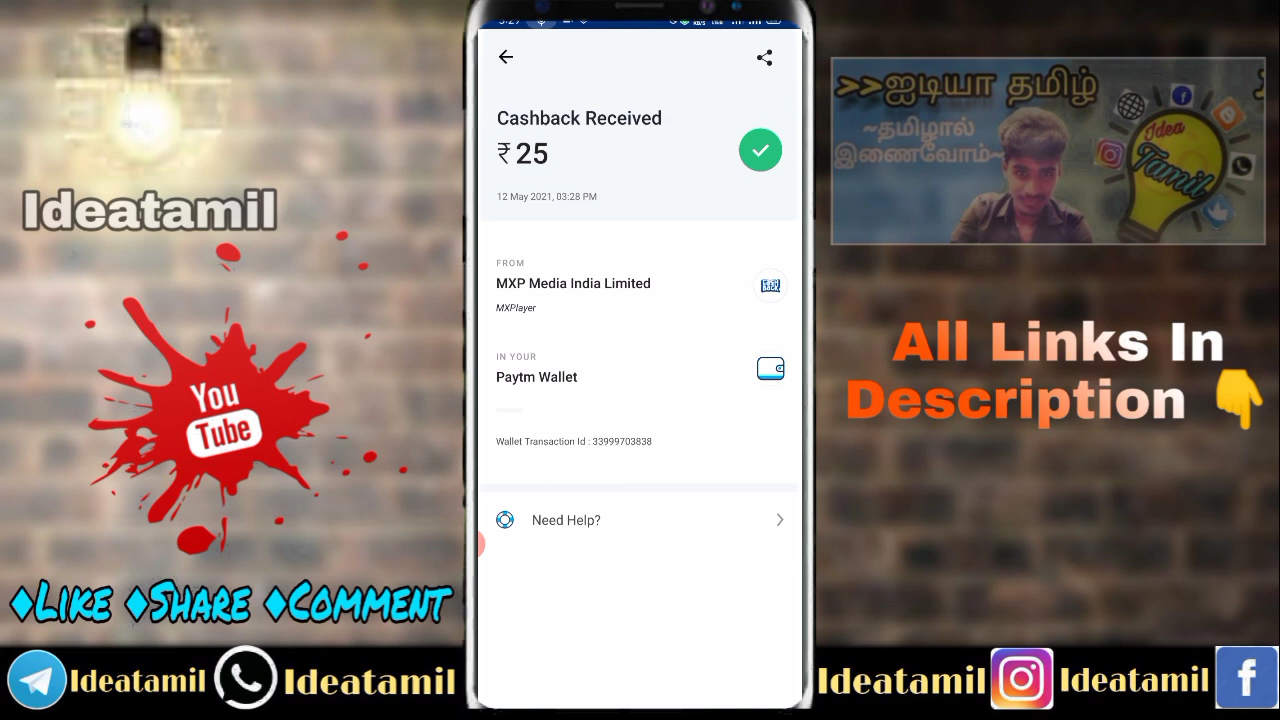 Ideatamil
You
Tube
♦LIKE ♦SHARE ♦COMMENT
Ideatamil
Ideatamil
Cashback Received
₹ 25
12 May 2021, 03:28 PM
FROM
MXP Media India Limited
MXPlayer
IN YOUR
Paytm Wallet
Wallet Transaction Id : 33999703838
Need Help?
>>ஐடியா தமிழ்
~தமிழால்
இணைவோம்~
Idea
Tamil
All Links In
Description 👇
Ideatamil
Ideatamil